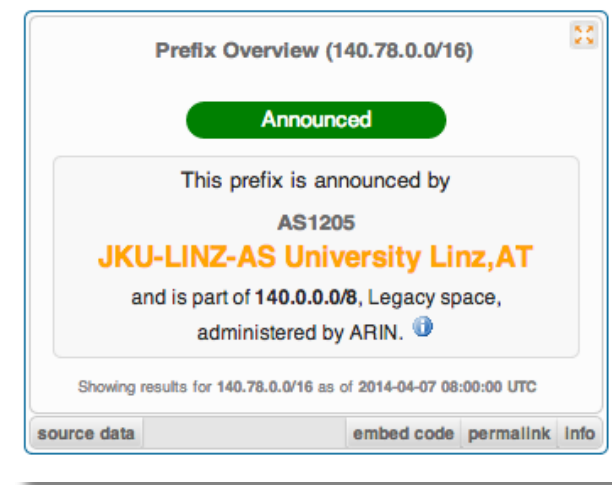 Prefix Overview (140.78.0.0/16)
Announced
This prefix is announced by
AS1205
JKU-LINZ-AS University Linz,AT
and is part of 140.0.0.0/8, Legacy space,
administered by ARIN.
Showing results for 140.78.0.0/16 as of 2014-04-07 08:00:00 UTC
source data embed code permalink info